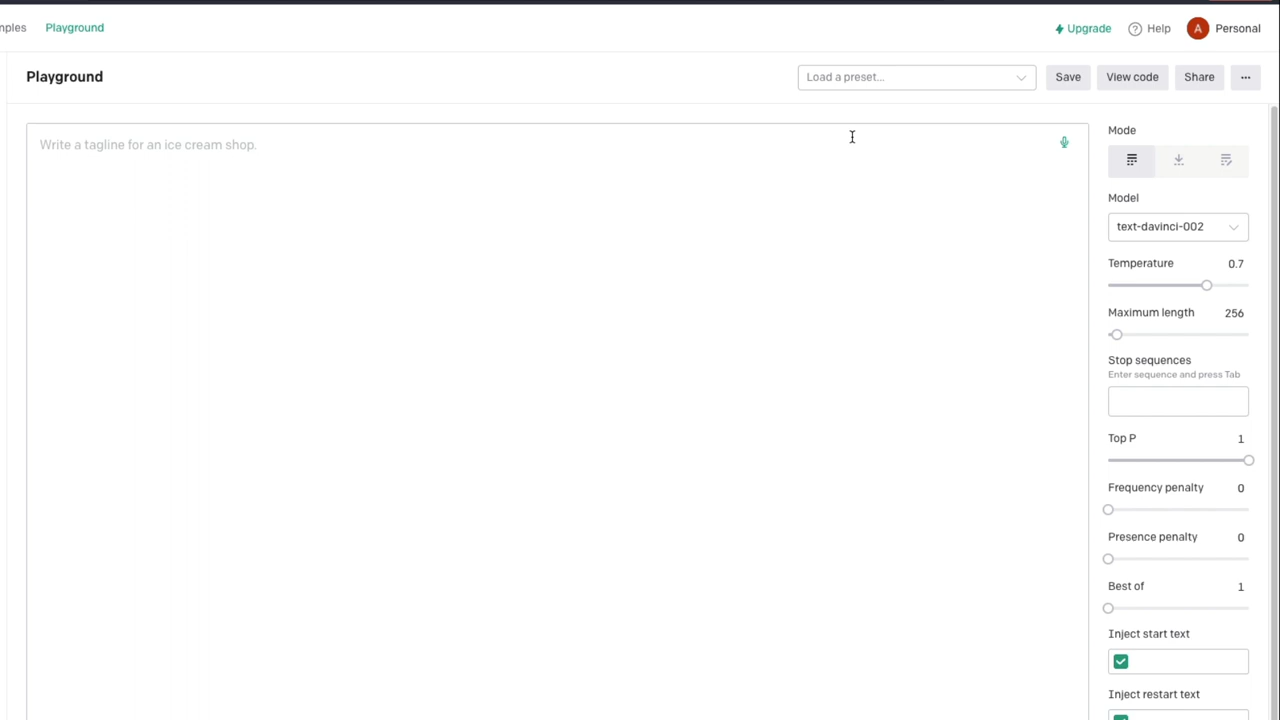 Playground
Upgrade
Help
A
Personal
Playground
Load a preset...
Save
View code
Share
...
Write a tagline for an ice cream shop.
Mode
Model
text-davinci-002
Temperature
0.7
Maximum length
256
Stop sequences
Enter sequence and press Tab
Top P
1
Frequency penalty
0
Presence penalty
0
Best of
1
Inject start text
Inject restart text